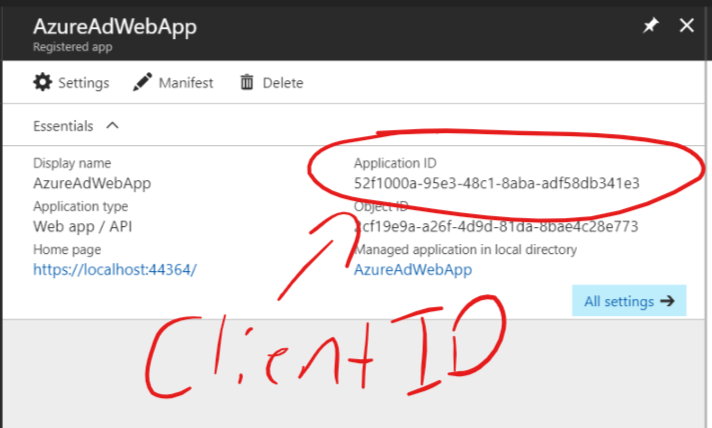 AzureAdWebApp
Registered app
Settings Manifest Delete
Essentials
Display name
AzureAdWebApp
Application type
Web app / API
Home page
https://localhost:44364/
Application ID
52f1000a-95e3-48c1-8aba-adf58db341e3
Object ID
2cf19e9a-a26f-4d9d-81da-8bae4c28e773
Managed application in local directory
AzureAdWebApp
All settings
Client ID